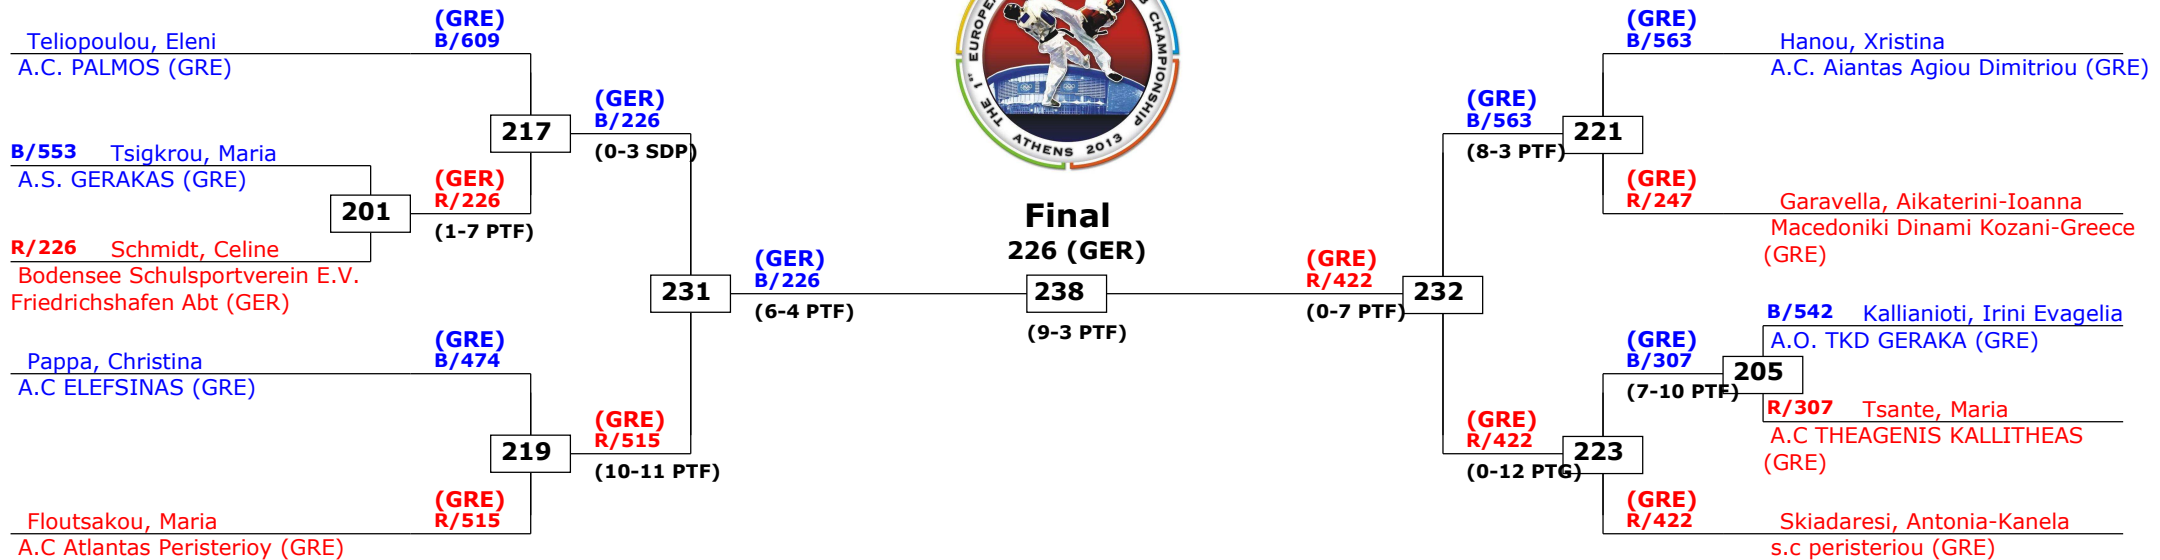 (GRE)
B/609
Teliopoulou, Eleni
A.C. PALMOS (GRE)
B/553 Tsigkrou, Maria
A.S. GERAKAS (GRE)
R/226 Schmidt, Celine
Bodensee Schulsportverein E.V.
Friedrichshafen Abt (GER)
201
(GER)
R/226
(1-7 PTF)
217
(GER)
B/226
(0-3 SDP)
(GRE)
B/474
Pappa, Christina
A.C ELEFSINAS (GRE)
219
(GRE)
R/515
(10-11 PTF)
(GRE)
R/515
Floutsakou, Maria
A.C Atlantas Peristerioy (GRE)
231
(GER)
B/226
(6-4 PTF)
THE 1st EUROPE
CHAMPIONSHIP
ATHENS 2013
Final
226 (GER)
238
(9-3 PTF)
(GRE)
R/422
(0-7 PTF)
232
(GRE)
B/563
(8-3 PTF)
221
(GRE)
B/563
Hanou, Xristina
A.C. Aiantas Agiou Dimitriou (GRE)
(GRE)
R/247
Garavella, Aikaterini-Ioanna
Macedoniki Dinami Kozani-Greece
(GRE)
(GRE)
R/422
(0-12 PTG)
223
(GRE)
B/307
(7-10 PTF)
205
B/542 Kallianioti, Irini Evagelia
A.O. TKD GERAKA (GRE)
R/307 Tsante, Maria
A.C THEAGENIS KALLITHEAS
(GRE)
(GRE)
R/422
Skiadaresi, Antonia-Kanela
s.c peristeriou (GRE)